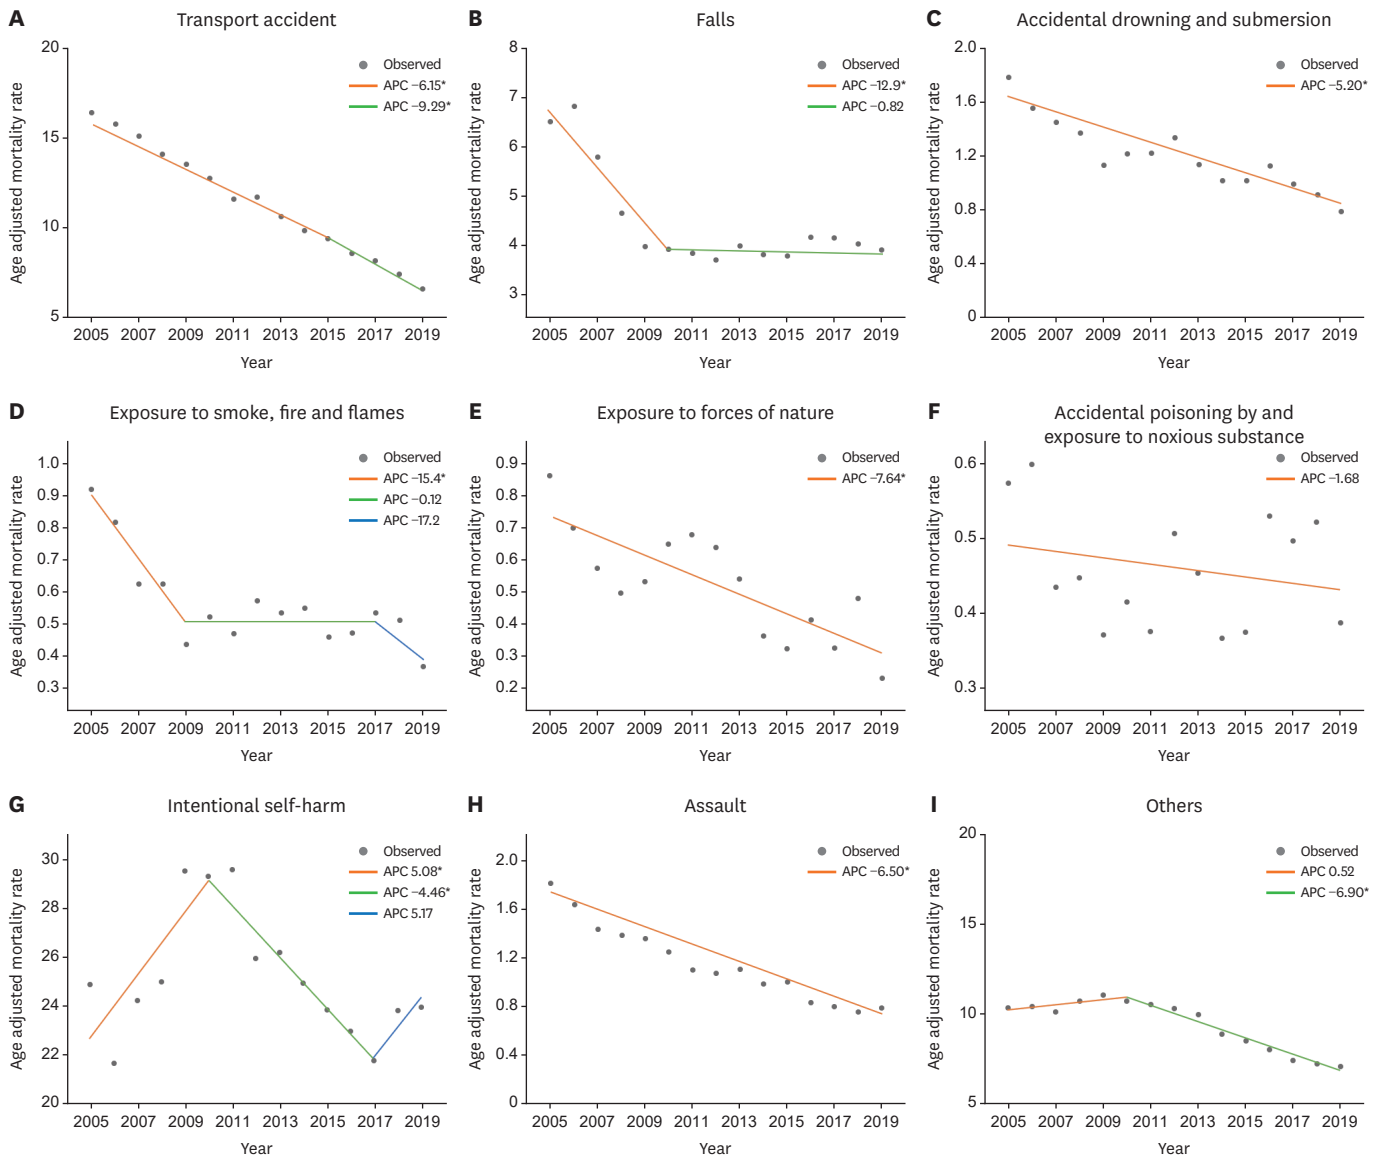 A Transport accident
20
15
10
5
Age adjusted mortality rate
Observed
APC −6.15*
APC −9.29*
2005 2007 2009 2011 2013 2015 2017 2019
Year
B Falls
8
7
6
5
4
3
Age adjusted mortality rate
Observed
APC −12.9*
APC −0.82
2005 2007 2009 2011 2013 2015 2017 2019
Year
C Accidental drowning and submersion
2.0
1.6
1.2
0.8
0.4
0
Age adjusted mortality rate
Observed
APC −5.20*
2005 2007 2009 2011 2013 2015 2017 2019
Year
D Exposure to smoke, fire and flames
1.0
0.9
0.8
0.7
0.6
0.5
0.4
0.3
Age adjusted mortality rate
Observed
APC −15.4*
APC −0.12
APC −17.2
2005 2007 2009 2011 2013 2015 2017 2019
Year
E Exposure to forces of nature
0.9
0.8
0.7
0.6
0.5
0.4
0.3
0.2
Age adjusted mortality rate
Observed
APC −7.64*
2005 2007 2009 2011 2013 2015 2017 2019
Year
F Accidental poisoning by and
exposure to noxious substance
0.6
0.5
0.4
0.3
Age adjusted mortality rate
Observed
APC −1.68
2005 2007 2009 2011 2013 2015 2017 2019
Year
G Intentional self-harm
30
28
26
24
22
20
Age adjusted mortality rate
Observed
APC 5.08*
APC −4.46*
APC 5.17
2005 2007 2009 2011 2013 2015 2017 2019
Year
H Assault
2.0
1.6
1.2
0.8
0.4
0
Age adjusted mortality rate
Observed
APC −6.50*
2005 2007 2009 2011 2013 2015 2017 2019
Year
I Others
20
15
10
5
Age adjusted mortality rate
Observed
APC 0.52
APC −6.90*
2005 2007 2009 2011 2013 2015 2017 2019
Year